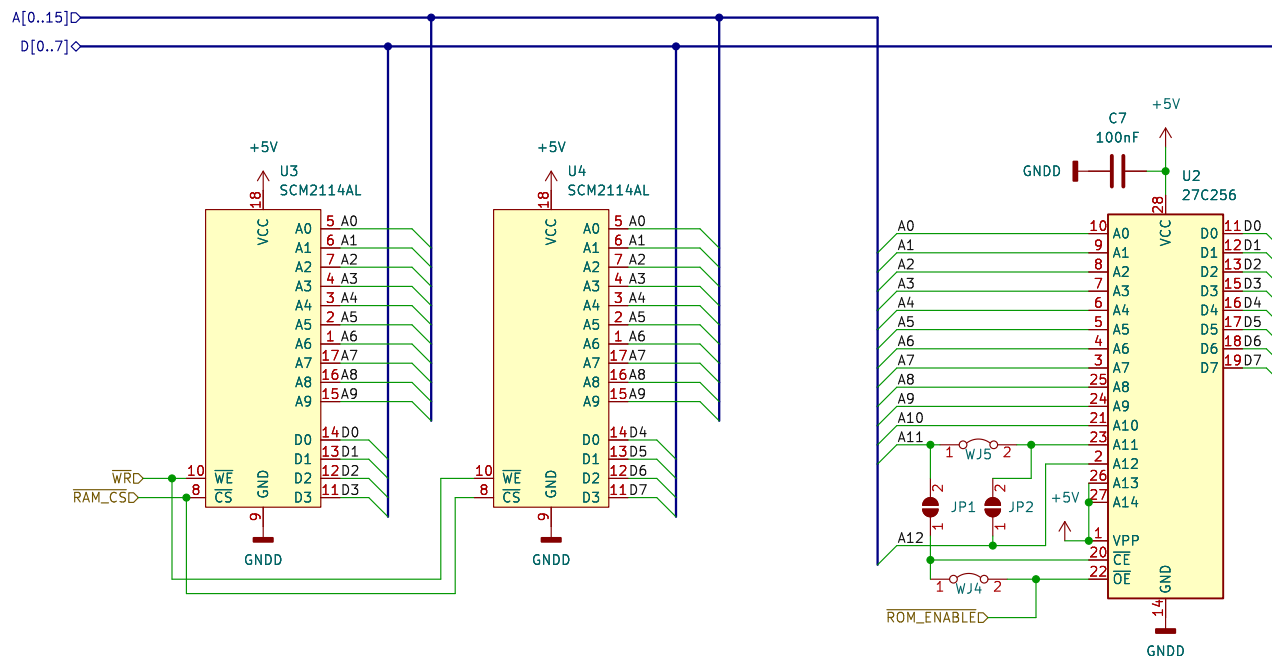 A[0..15]
D[0..7]
+5V
U3
SCM2114AL
18
VCC
A0 5 A0
A1 6 A1
A2 7 A2
A3 4 A3
A4 3 A4
A5 2 A5
A6 1 A6
A7 17 A7
A8 16 A8
A9 15 A9
D0 14 D0
D1 13 D1
D2 12 D2
D3 11 D3
WR
RAM_CS
10 WE
8 CS
GND
9
GNDD
+5V
U4
SCM2114AL
18
VCC
A0 5 A0
A1 6 A1
A2 7 A2
A3 4 A3
A4 3 A4
A5 2 A5
A6 1 A6
A7 17 A7
A8 16 A8
A9 15 A9
D0 14 D4
D1 13 D5
D2 12 D6
D3 11 D7
10 WE
8 CS
GND
9
GNDD
+5V
C7
100nF
GNDD
U2
27C256
28
VCC
A0 10 A0
A1 9 A1
A2 8 A2
A3 7 A3
A4 6 A4
A5 5 A5
A6 4 A6
A7 3 A7
A8 25 A8
A9 24 A9
A10 21 A10
A11 23 A11
2 A12
26 A13
27 A14
1 VPP
20 CE
22 OE
D0 11 D0
D1 12 D1
D2 13 D2
D3 15 D3
D4 16 D4
D5 17 D5
D6 18 D6
D7 19 D7
1 WJ5 2
2 JP1 1
2 JP2 1
+5V
A12
1 WJ4 2
ROM_ENABLE
GND
14
GNDD